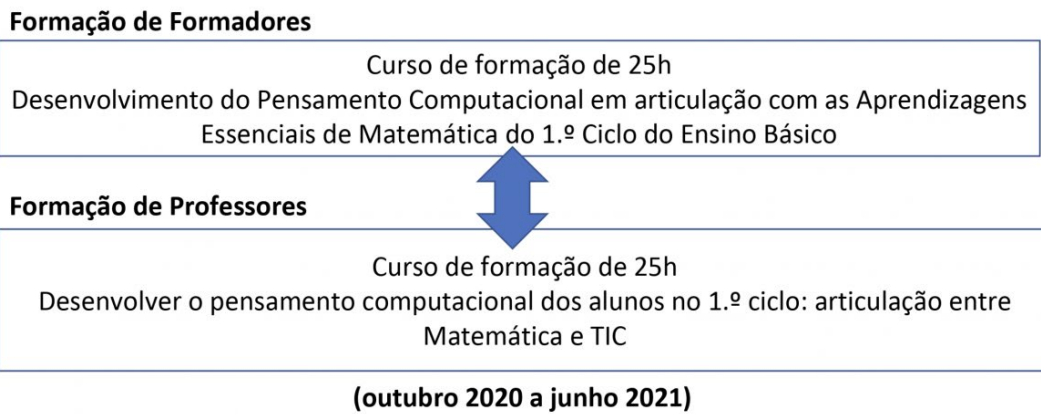 Formação de Formadores
Curso de formação de 25h
Desenvolvimento do Pensamento Computacional em articulação com as Aprendizagens
Essenciais de Matemática do 1.º Ciclo do Ensino Básico
Formação de Professores
Curso de formação de 25h
Desenvolver o pensamento computacional dos alunos no 1.º ciclo: articulação entre
Matemática e TIC
(outubro 2020 a junho 2021)